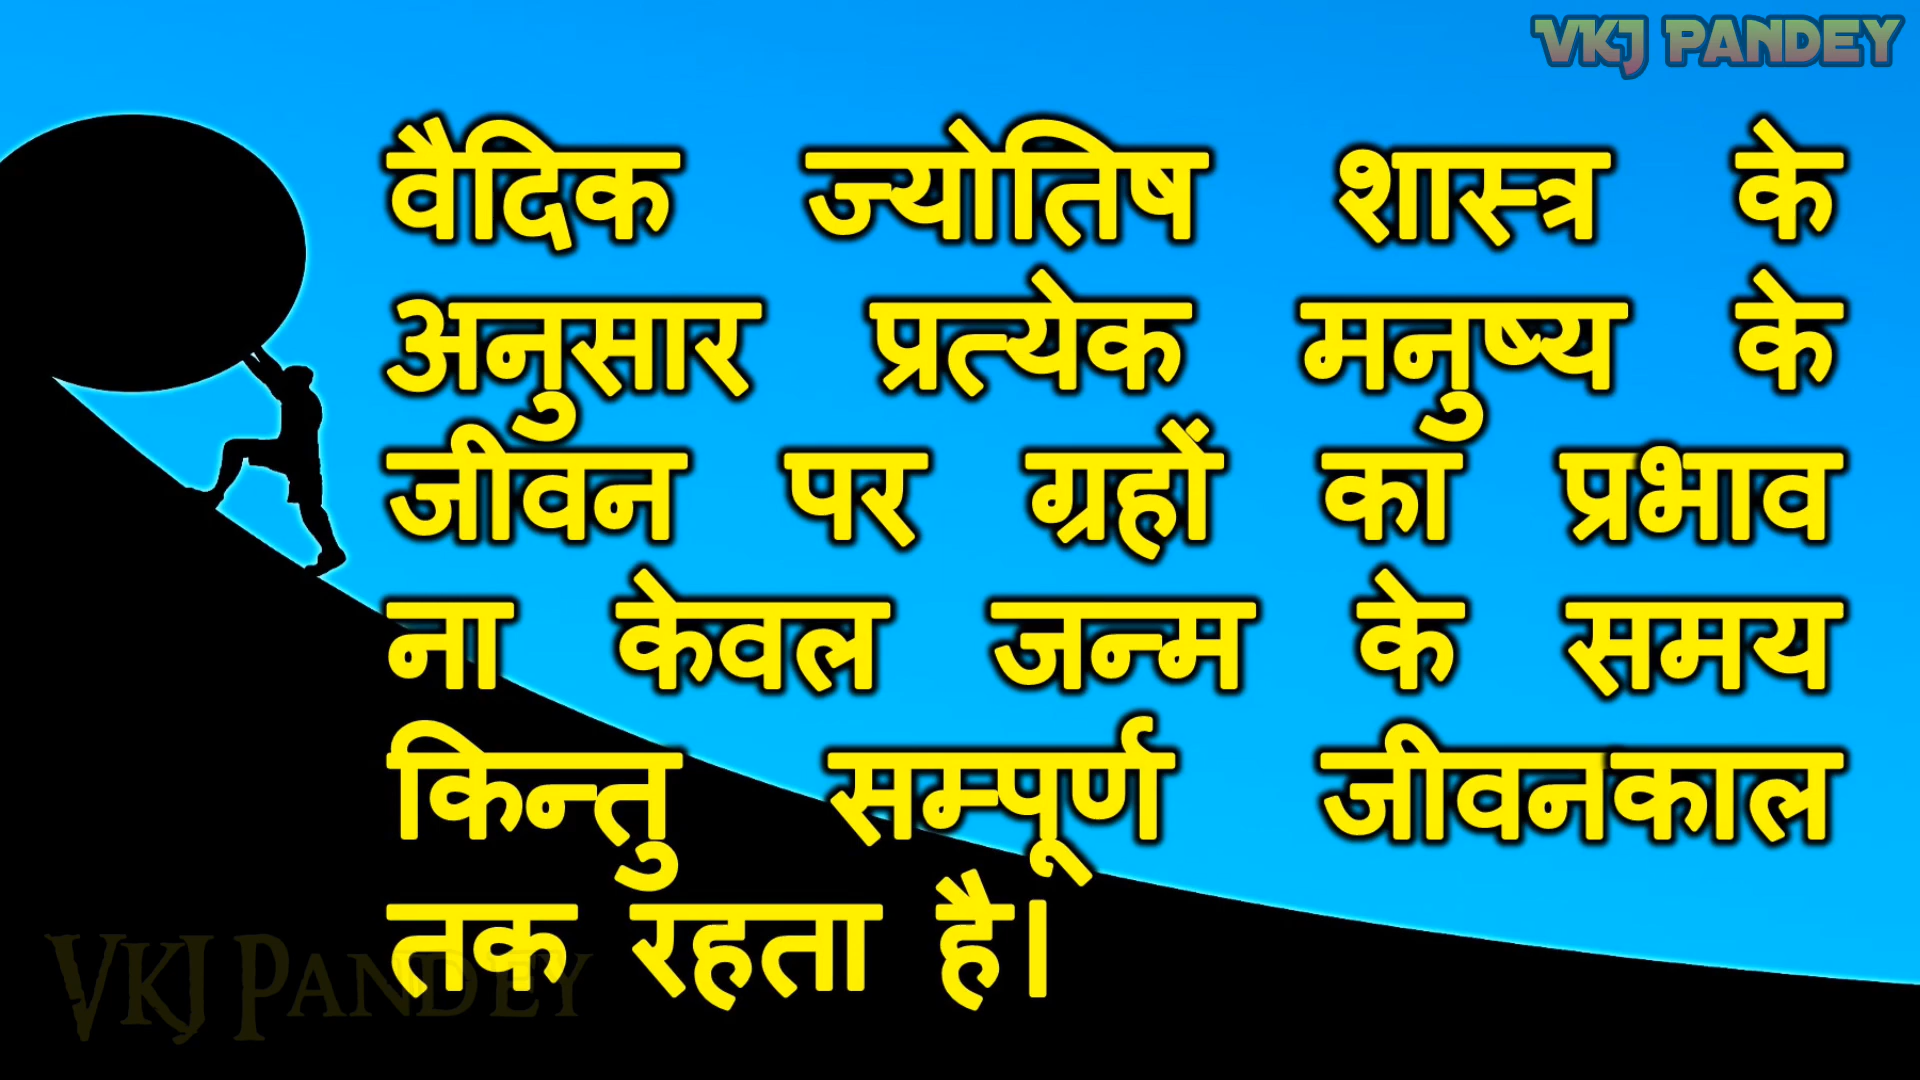 VKJ PANDEY
वैदिक ज्योतिष शास्त्र के
अनुसार प्रत्येक मनुष्य के
जीवन पर ग्रहों का प्रभाव
ना केवल जन्म के समय
किन्तु सम्पूर्ण जीवनकाल
तक रहता है।
VKJ PANDEY